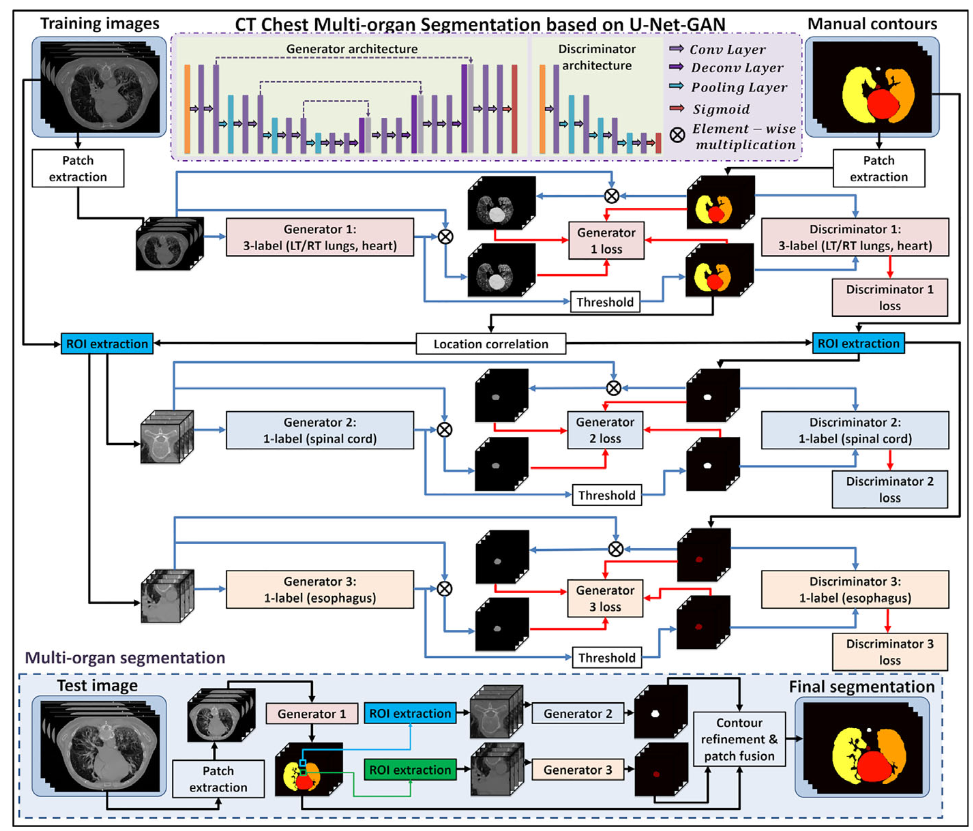 Training images
CT Chest Multi-organ Segmentation based on U-Net-GAN
Manual contours
Generator architecture
Discriminator
architecture
Conv Layer
Deconv Layer
Pooling Layer
Sigmoid
Element − wise
multiplication
Patch
extraction
Patch
extraction
Generator 1:
3-label (LT/RT lungs, heart)
Generator
1 loss
Discriminator 1:
3-label (LT/RT lungs, heart)
Threshold
Discriminator 1
loss
ROI extraction
Location correlation
ROI extraction
Generator 2:
1-label (spinal cord)
Generator
2 loss
Discriminator 2:
1-label (spinal cord)
Threshold
Discriminator 2
loss
Generator 3:
1-label (esophagus)
Generator
3 loss
Discriminator 3:
1-label (esophagus)
Threshold
Discriminator 3
loss
Multi-organ segmentation
Test image
Final segmentation
Generator 1
ROI extraction
Generator 2
Contour
refinement &
patch fusion
Patch
extraction
ROI extraction
Generator 3